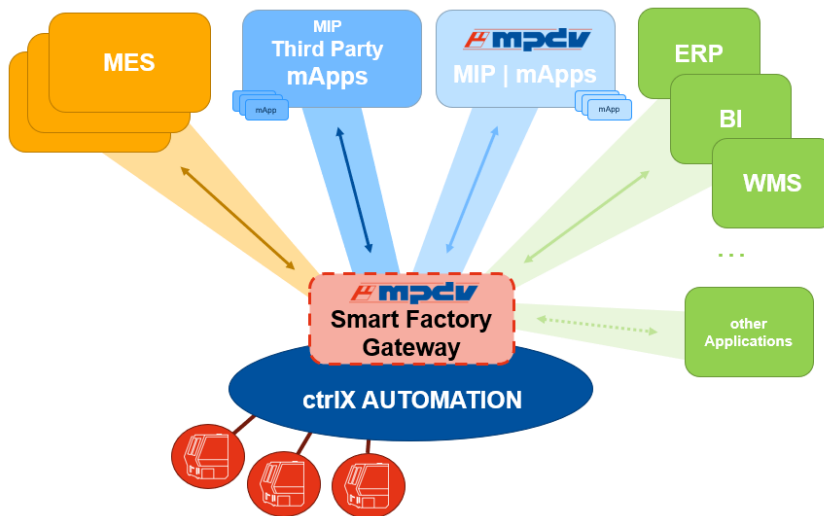 MES
MIP
Third Party
mApps
mApp
mpdv
MIP | mApps
mApp
ERP
BI
WMS
...
mpdv
Smart Factory
Gateway
other
Applications
ctrlX AUTOMATION